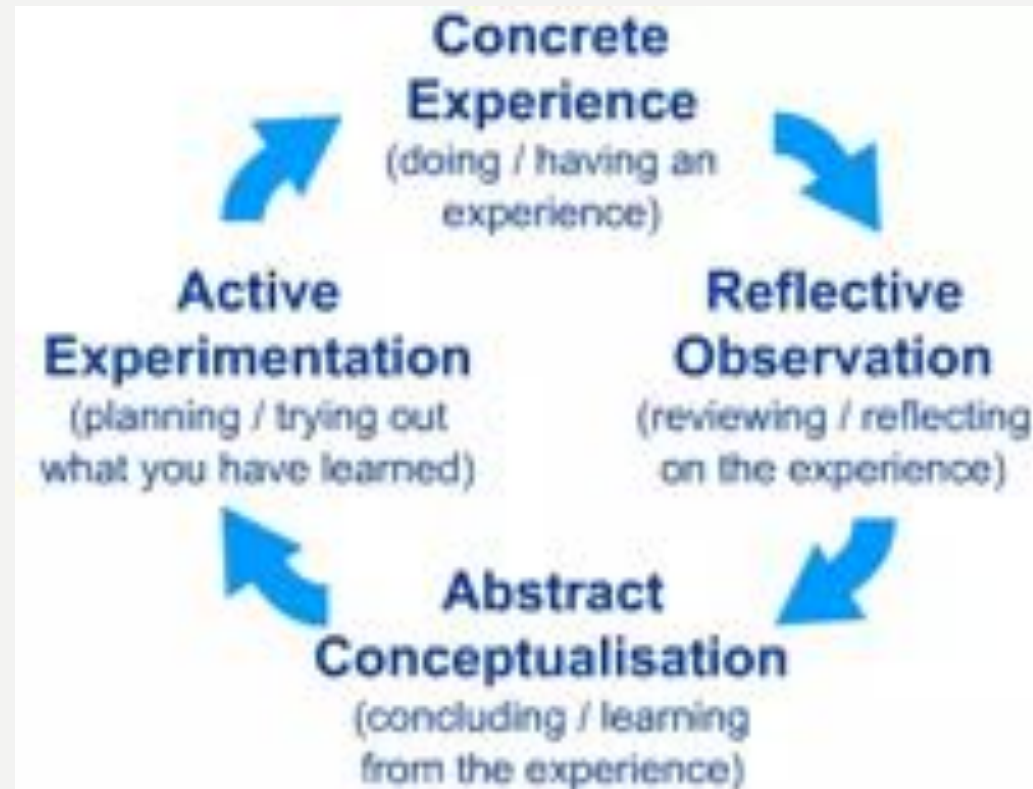 Concrete
Experience
(doing / having an
experience)
Reflective
Observation
(reviewing / reflecting
on the experience)
Abstract
Conceptualisation
(concluding / learning
from the experience)
Active
Experimentation
(planning / trying out
what you have learned)